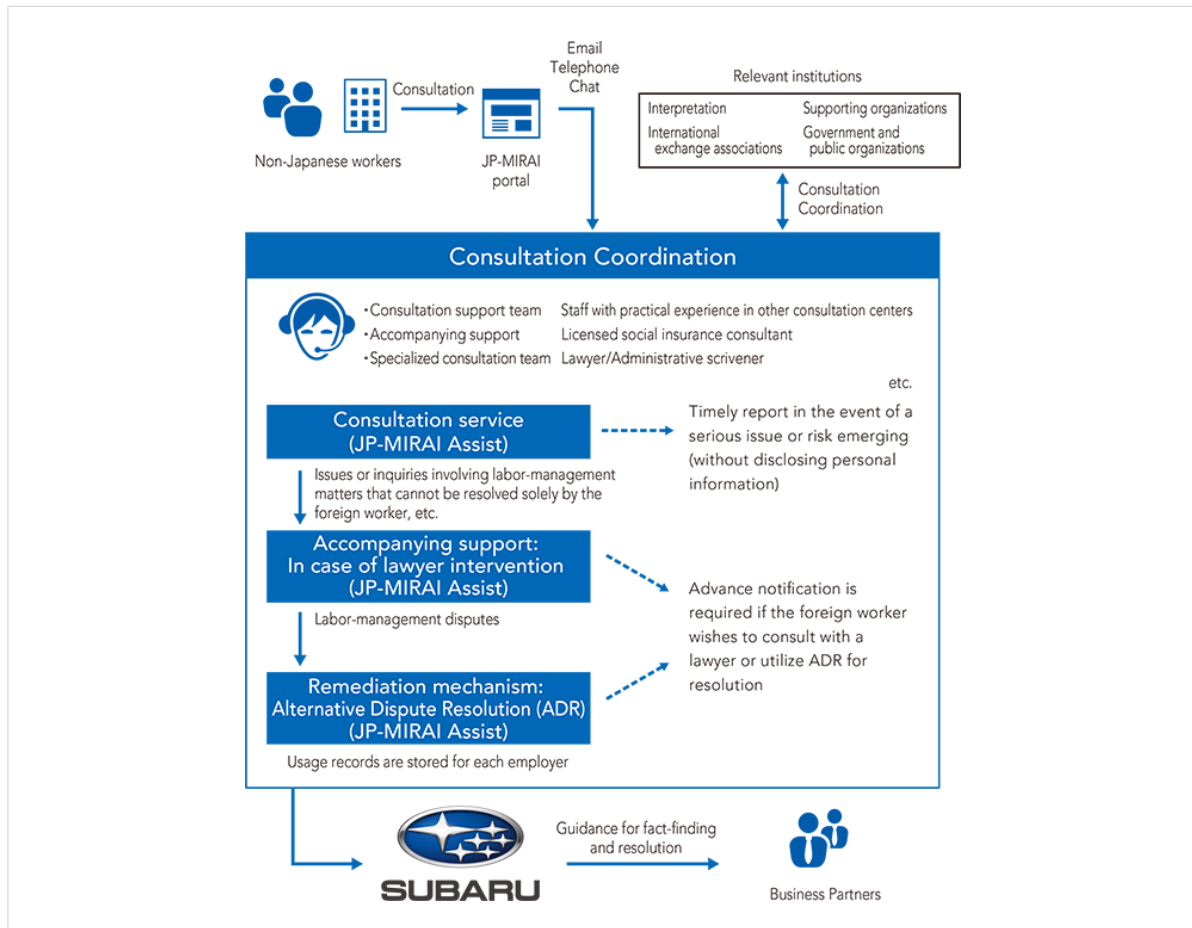 Email
Telephone
Chat
Consultation
Non-Japanese workers
JP-MIRAI
portal
Relevant institutions
Interpretation
International
exchange associations
Supporting organizations
Government and
public organizations
Consultation
Coordination
Consultation Coordination
・Consultation support team Staff with practical experience in other consultation centers
・Accompanying support Licensed social insurance consultant
・Specialized consultation team Lawyer/Administrative scrivener
etc.
Consultation service
(JP-MIRAI Assist)
Timely report in the event of a
serious issue or risk emerging
(without disclosing personal
information)
Issues or inquiries involving labor-management
matters that cannot be resolved solely by the
foreign worker, etc.
Accompanying support:
In case of lawyer intervention
(JP-MIRAI Assist)
Advance notification is
required if the foreign worker
wishes to consult with a
lawyer or utilize ADR for
resolution
Labor-management disputes
Remediation mechanism:
Alternative Dispute Resolution (ADR)
(JP-MIRAI Assist)
Usage records are stored for each employer
SUBARU
Guidance for fact-finding
and resolution
Business Partners